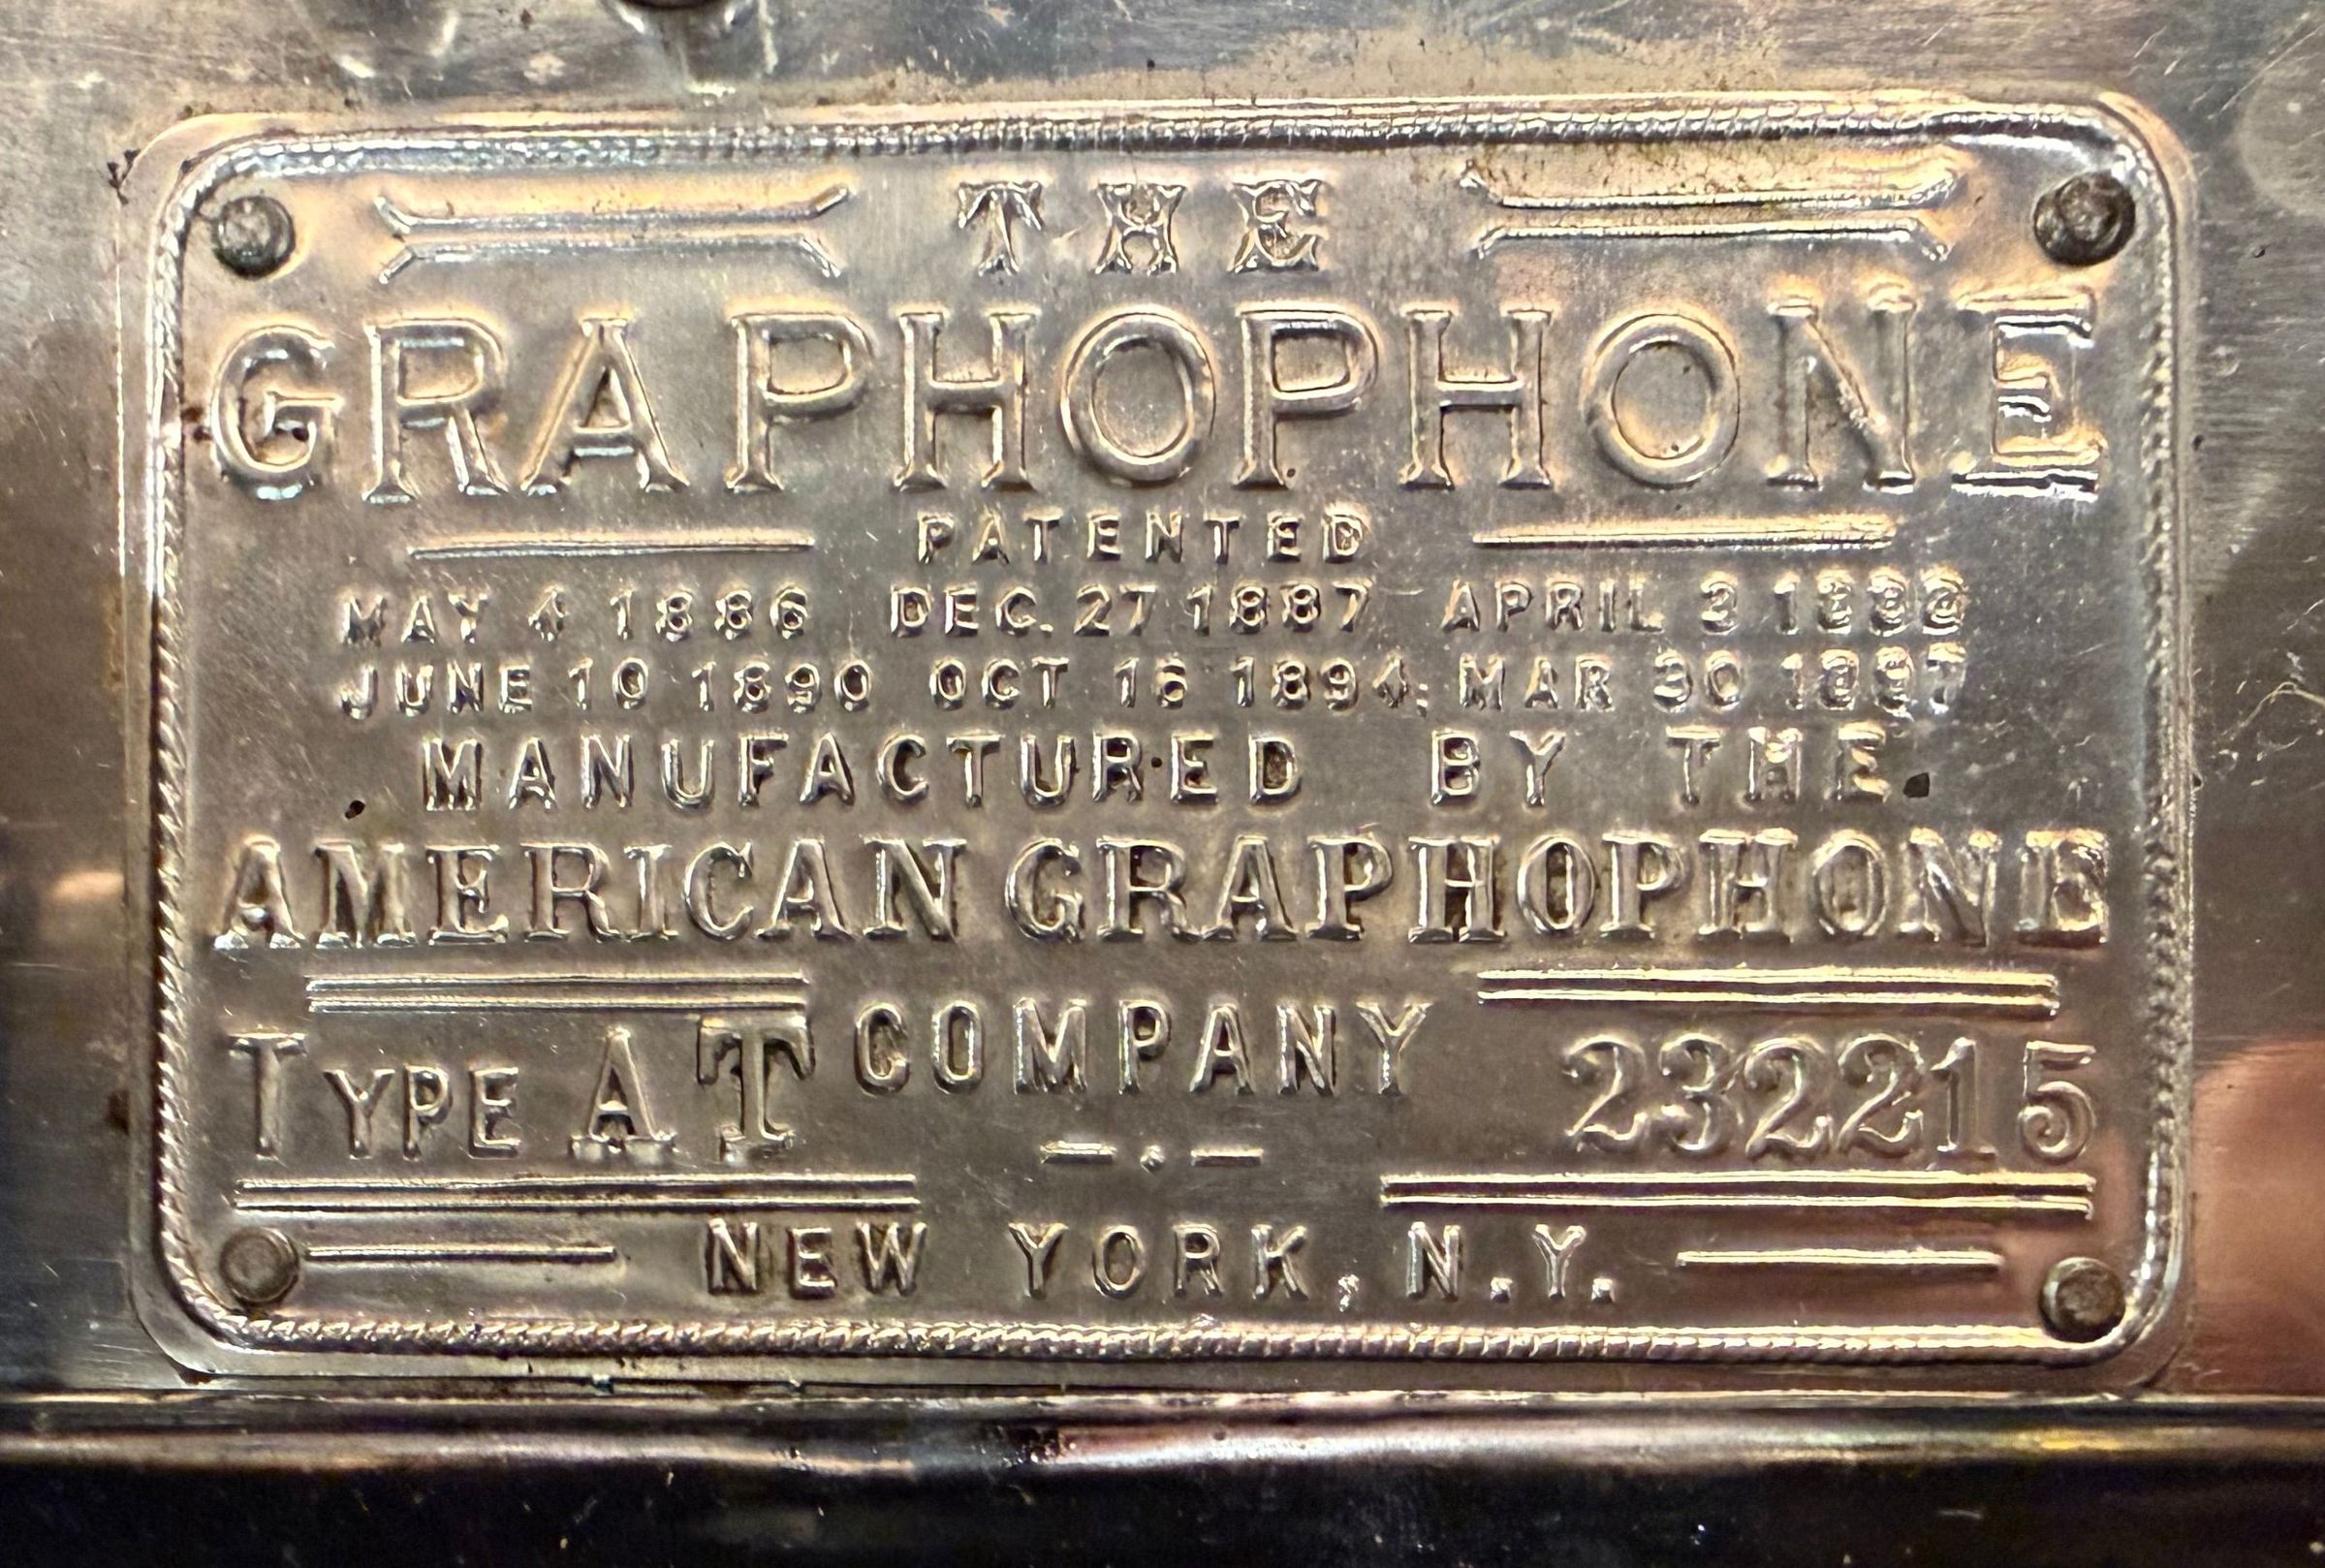 THE
GRAPHOPHONE
PATENTED
MAY 4 1886 DEC. 27 1887 APRIL 3 1888
JUNE 10 1890 OCT 16 1894; MAR 30 1897
MANUFACTURED BY THE
AMERICAN GRAPHOPHONE
COMPANY
TYPE AT 232215
NEW YORK, N.Y.